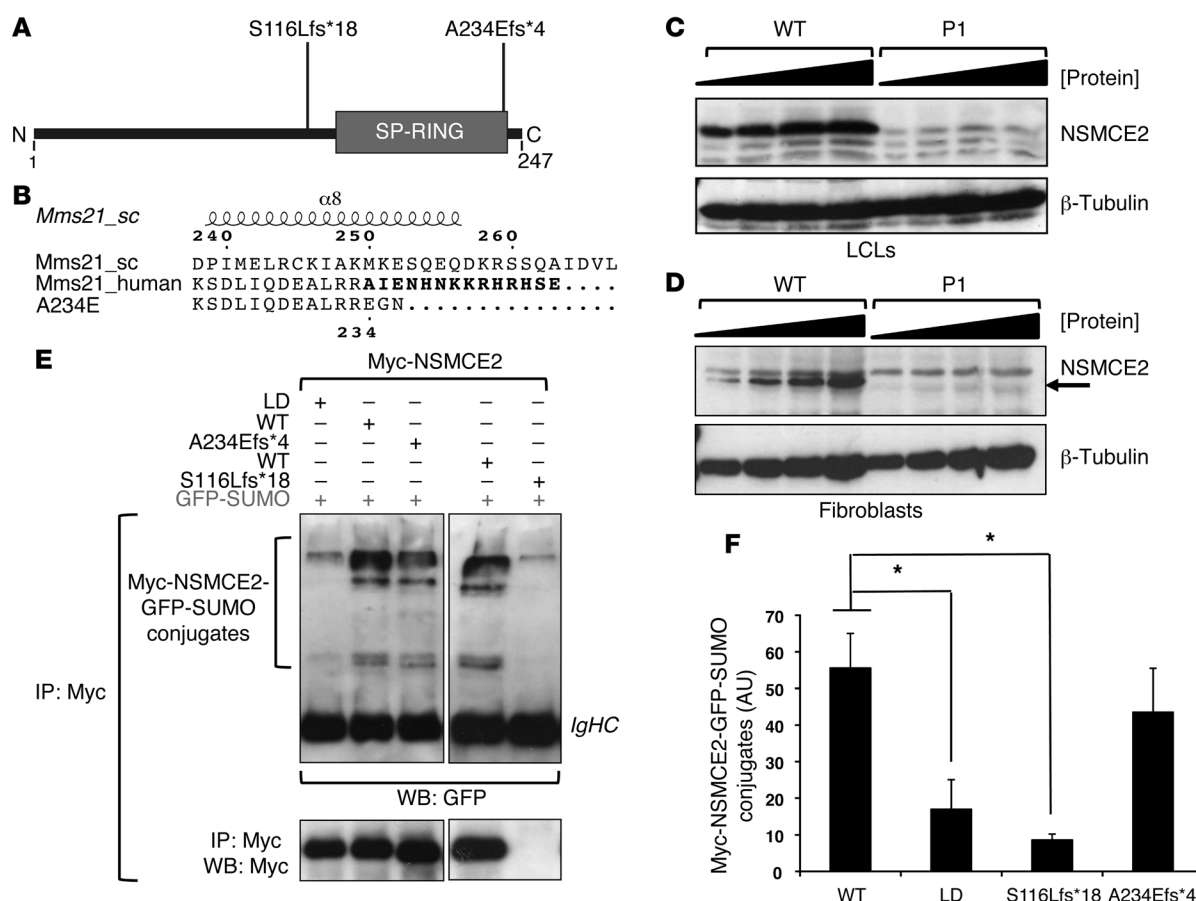 A
S116Lfs*18 A234Efs*4
N SP-RING C
1 247
B
α8
Mms21_sc
240 250 260
Mms21_sc DPIMELRCKIAKMKESQEQDKRSSQAIDVL
Mms21_human KSDLIQDEALRRAIENHNKKRHRHSE....
A234E KSDLIQDEALRREGN...............
234
C
WT P1
[Protein]
NSMCE2
β-Tubulin
LCLs
D
WT P1
[Protein]
NSMCE2
β-Tubulin
Fibroblasts
E
Myc-NSMCE2
LD + – – – –
WT – + – – –
A234Efs*4 – – + – –
WT – – – + –
S116Lfs*18 – – – – +
GFP-SUMO + + + + +
Myc-NSMCE2-
GFP-SUMO
conjugates
IP: Myc
IgHC
WB: GFP
IP: Myc
WB: Myc
F
*
*
Myc-NSMCE2-GFP-SUMO
conjugates (AU)
70
60
50
40
30
20
10
0
WT LD S116Lfs*18 A234Efs*4